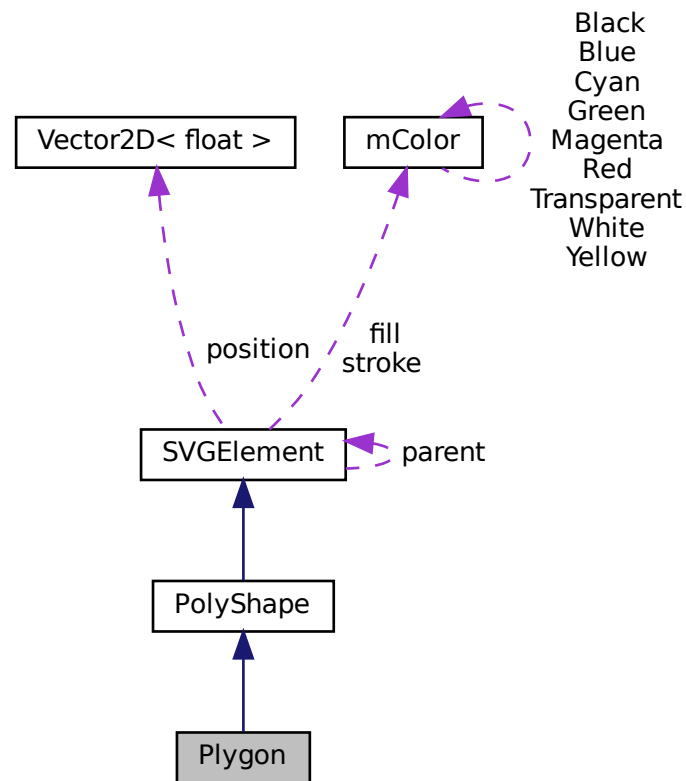 Black
Blue
Cyan
Green
Magenta
Red
Transparent
White
Yellow
Vector2D< float >
mColor
position
fill
stroke
SVGElement
parent
PolyShape
Plygon